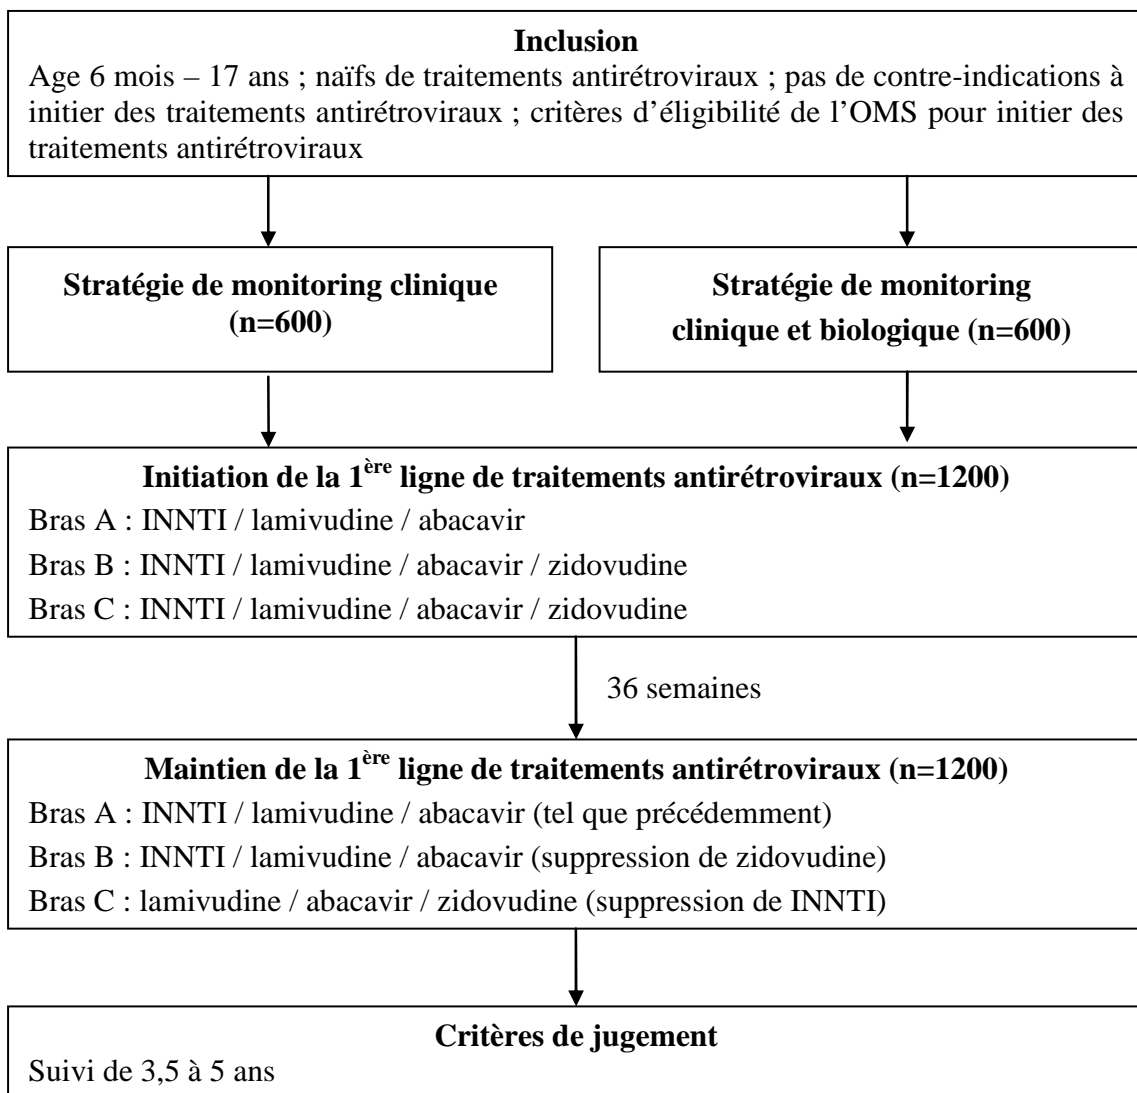 Inclusion
Age 6 mois – 17 ans ; naïfs de traitements antirétroviraux ; pas de contre-indications à
initier des traitements antirétroviraux ; critères d’éligibilité de l’OMS pour initier des
traitements antirétroviraux
Stratégie de monitoring clinique
(n=600)
Stratégie de monitoring
clinique et biologique (n=600)
Initiation de la 1ère ligne de traitements antirétroviraux (n=1200)
Bras A : INNTI / lamivudine / abacavir
Bras B : INNTI / lamivudine / abacavir / zidovudine
Bras C : INNTI / lamivudine / abacavir / zidovudine
36 semaines
Maintien de la 1ère ligne de traitements antirétroviraux (n=1200)
Bras A : INNTI / lamivudine / abacavir (tel que précédemment)
Bras B : INNTI / lamivudine / abacavir (suppression de zidovudine)
Bras C : lamivudine / abacavir / zidovudine (suppression de INNTI)
Critères de jugement
Suivi de 3,5 à 5 ans